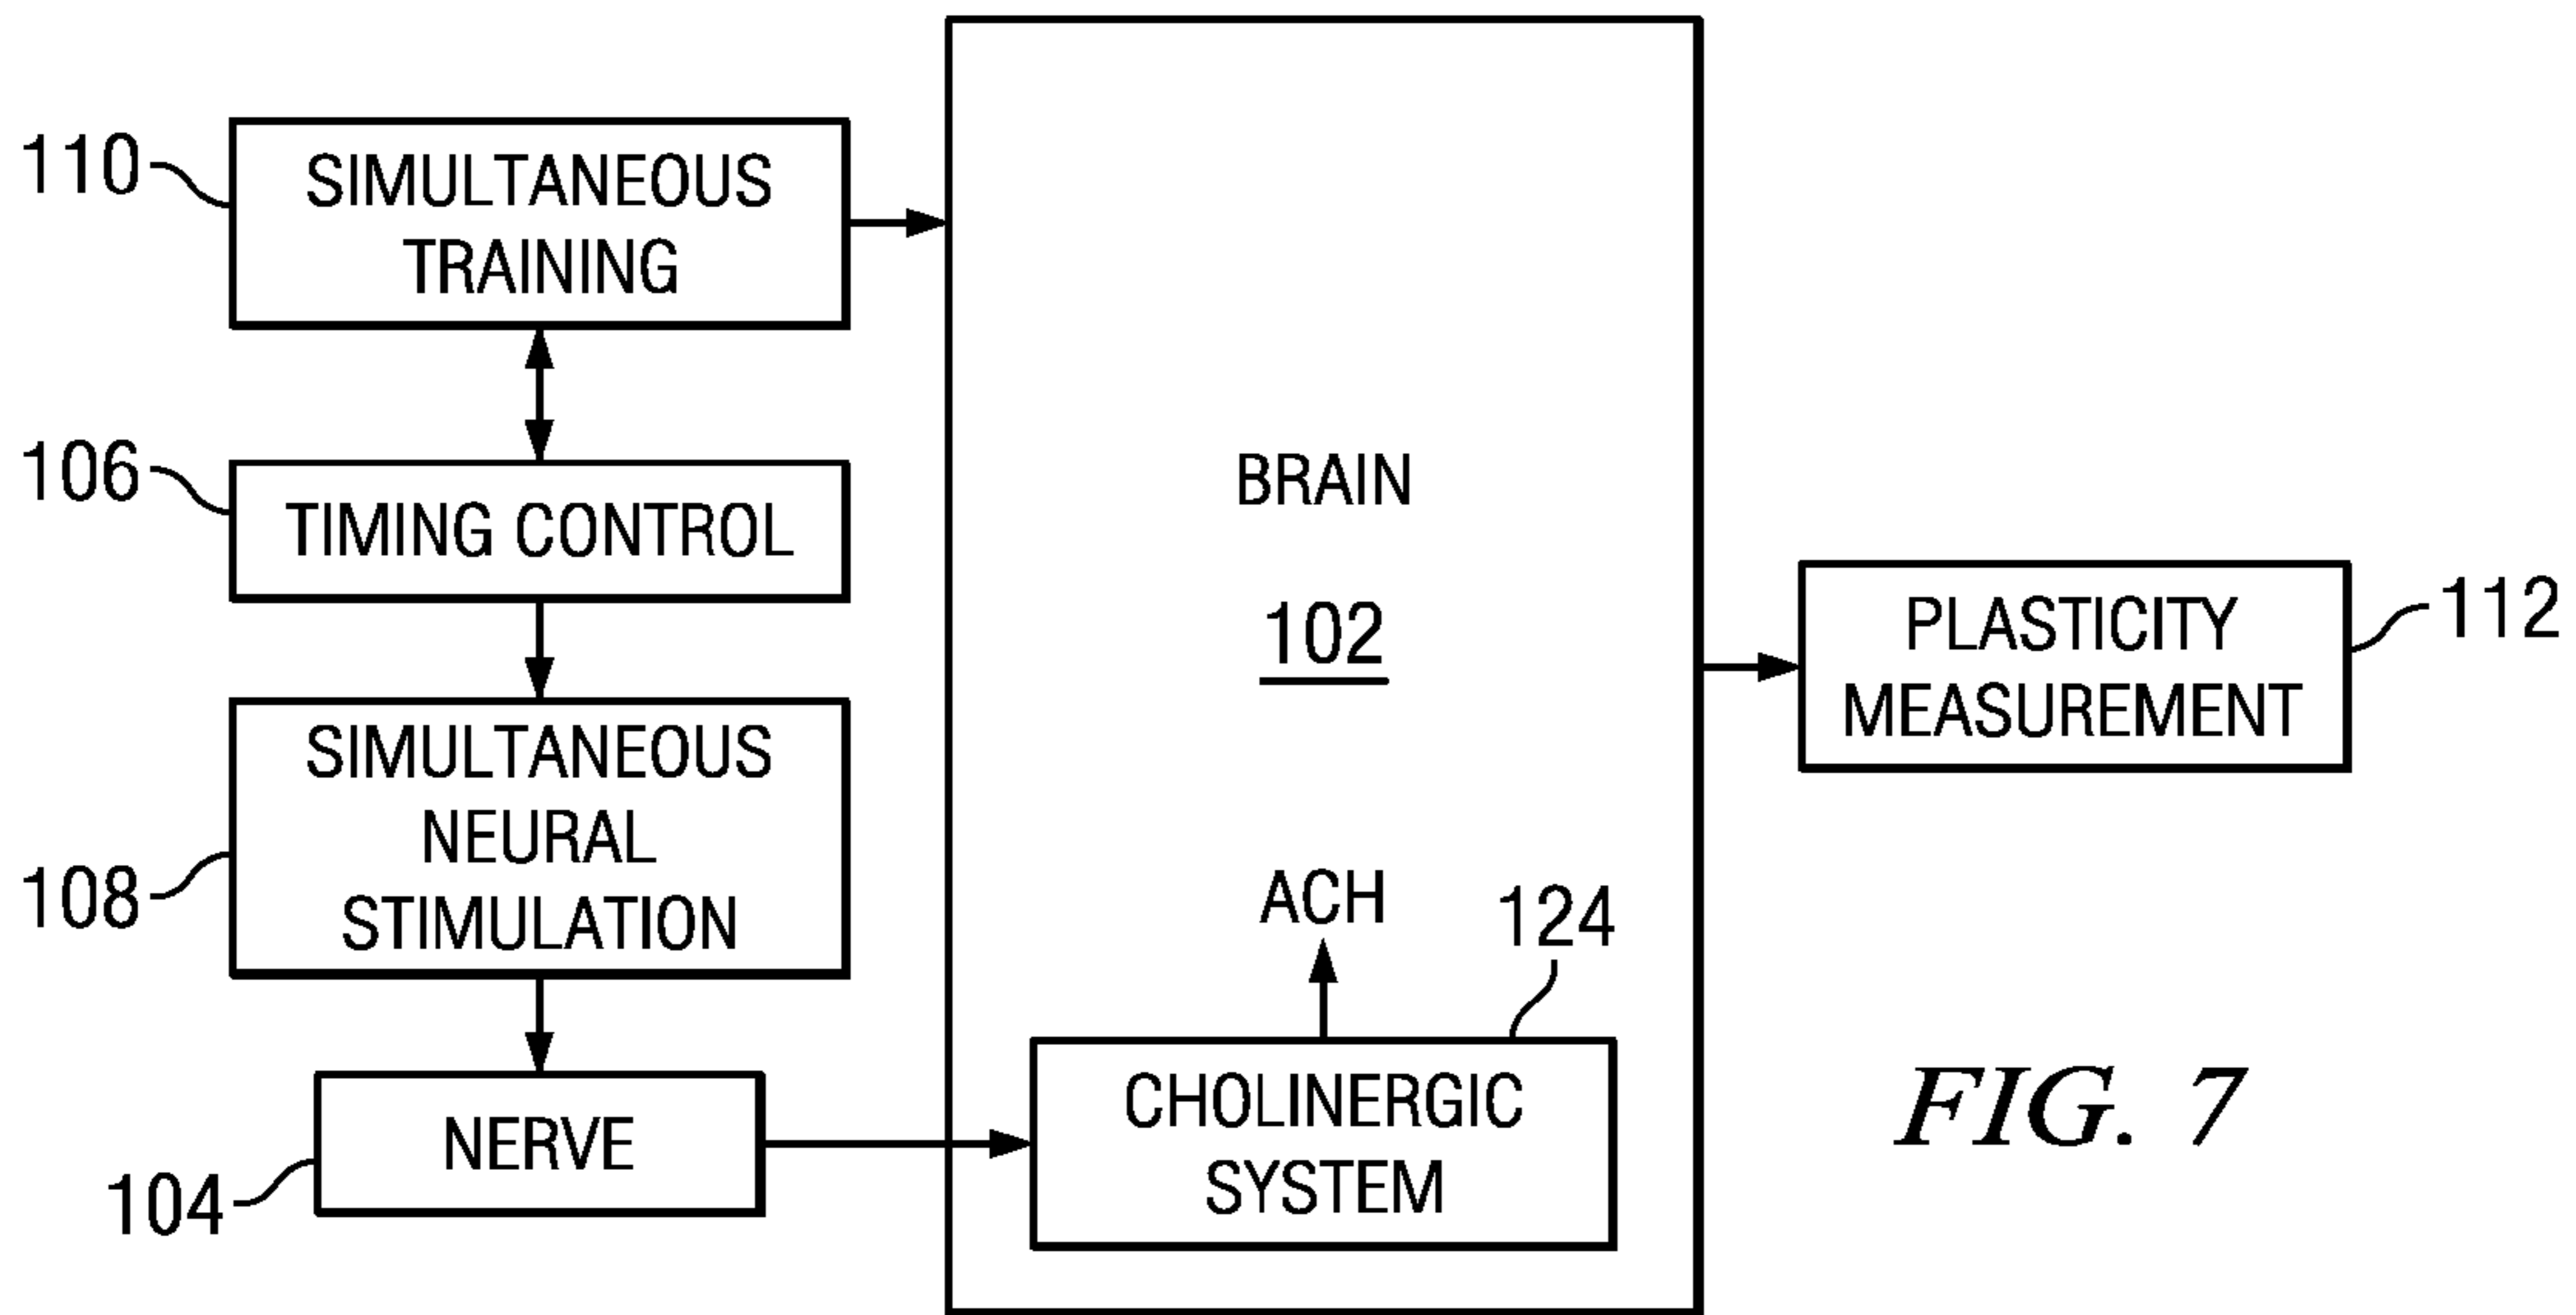 110
SIMULTANEOUS
TRAINING
106
TIMING CONTROL
108
SIMULTANEOUS
NEURAL
STIMULATION
104
NERVE
BRAIN
102
ACH
124
CHOLINERGIC
SYSTEM
PLASTICITY
MEASUREMENT
112
FIG. 7